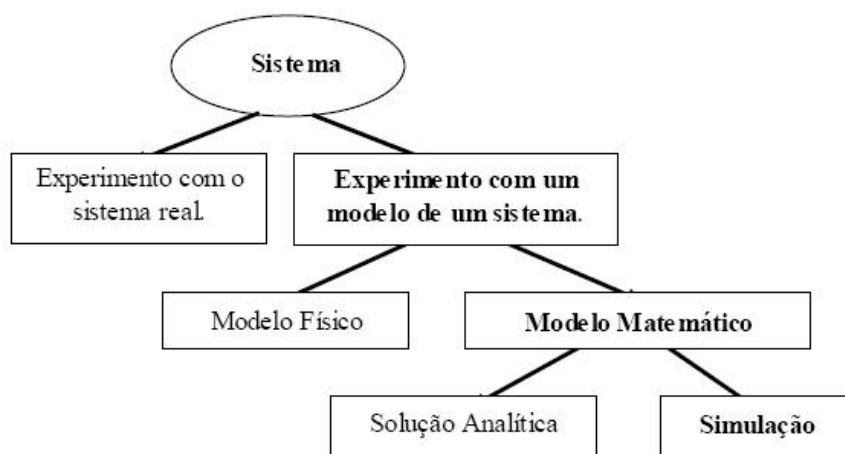 Sistema
Experimento com o
sistema real.
Experimento com um
modelo de um sistema.
Modelo Físico
Modelo Matemático
Solução Analítica
Simulação